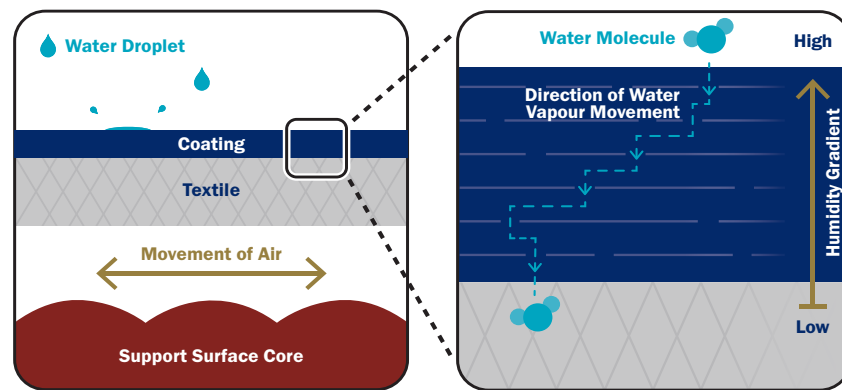 Water Droplet
Coating
Textile
Movement of Air
Support Surface Core
Water Molecule
High
Direction of Water
Vapour Movement
Humidity Gradient
Low